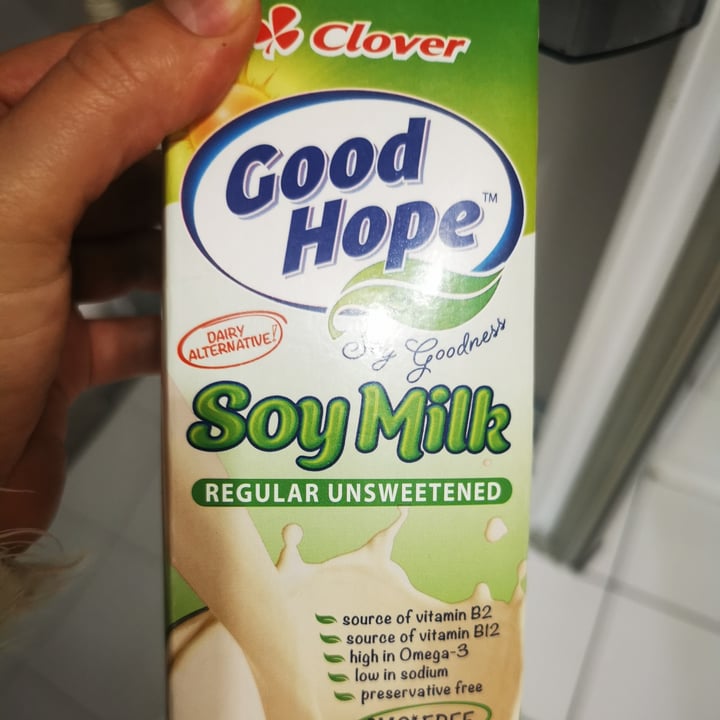 Clover
Good
Hope™
Soy Goodness
DAIRY
ALTERNATIVE!
Soy Milk
REGULAR UNSWEETENED
source of vitamin B2
source of vitamin B12
high in Omega-3
low in sodium
preservative free